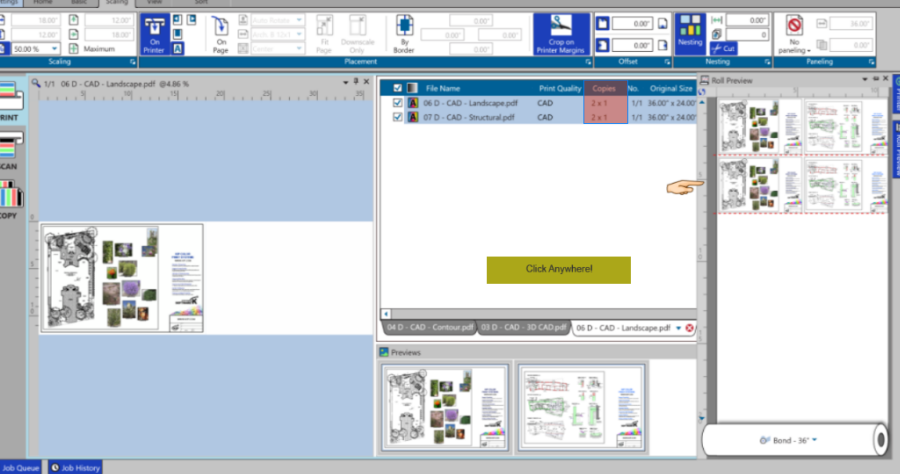 Settings Home Basic Scaling View Sort
18.00" 12.00"
12.00" 18.00"
50.00 % Maximum
Scaling
On Printer
On Page
Auto-Rotate
Center
Fit Page
Downscale Only
By Border
0.00"
0.00" 0.00"
0.00"
Crop on Printer Margins
Placement
0.00"
0.00"
Offset
Nesting
0.00"
0
Cut
Nesting
No paneling
36.00"
0.00"
Paneling
PRINT
SCAN
COPY
1/1 06 D - CAD - Landscape.pdf @4.86 %
0 5 10 15 20 25 30 35
File Name Print Quality Copies No. Original Size
06 D - CAD - Landscape.pdf CAD 2 x 1 1/1 36.00" x 24.00"
07 D - CAD - Structural.pdf CAD 2 x 1 1/1 36.00" x 24.00"
Click Anywhere!
04 D - CAD - Contour.pdf 03 D - CAD - 3D CAD.pdf 06 D - CAD - Landscape.pdf
Previews
Roll Preview
Bond - 36"
Job Queue Job History